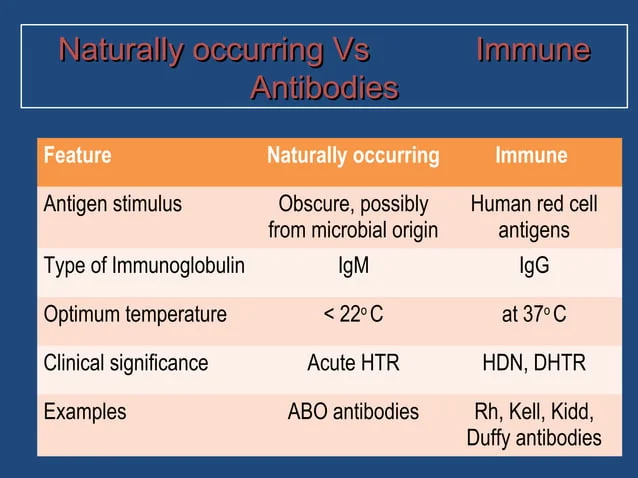 Naturally occurring Vs Immune
Antibodies
Feature Naturally occurring Immune
Antigen stimulus Obscure, possibly from microbial origin Human red cell antigens
Type of Immunoglobulin IgM IgG
Optimum temperature < 22º C at 37º C
Clinical significance Acute HTR HDN, DHTR
Examples ABO antibodies Rh, Kell, Kidd, Duffy antibodies